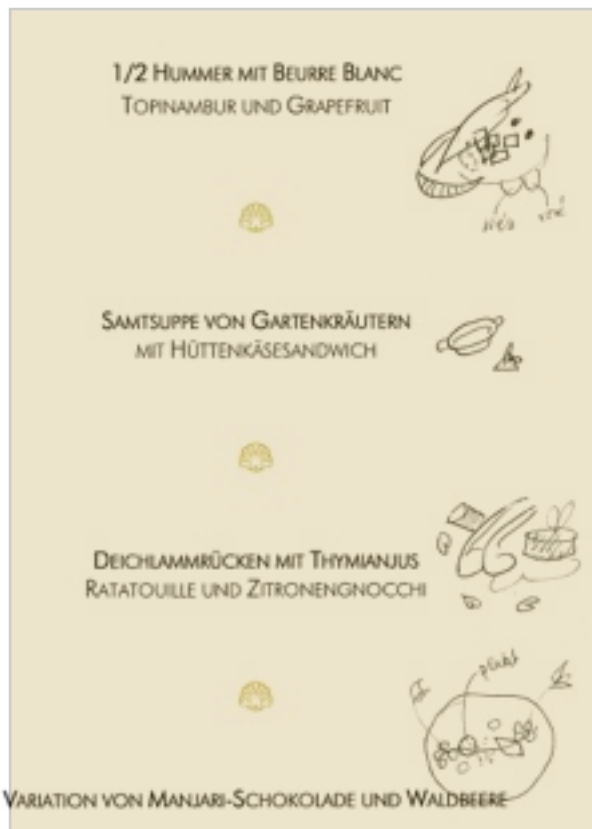 1/2 HUMMER MIT BEURRE BLANC
TOPINAMBUR UND GRAPEFRUIT
SAMTSUPPE VON GARTENKRÄUTERN
MIT HÜTTENKÄSESANDWICH
DEICHLAMMRÜCKEN MIT THYMIANJUS
RATATOUILLE UND ZITRONENGNOCCHI
VARIATION VON MANJARI-SCHOKOLADE UND WALDBEERE